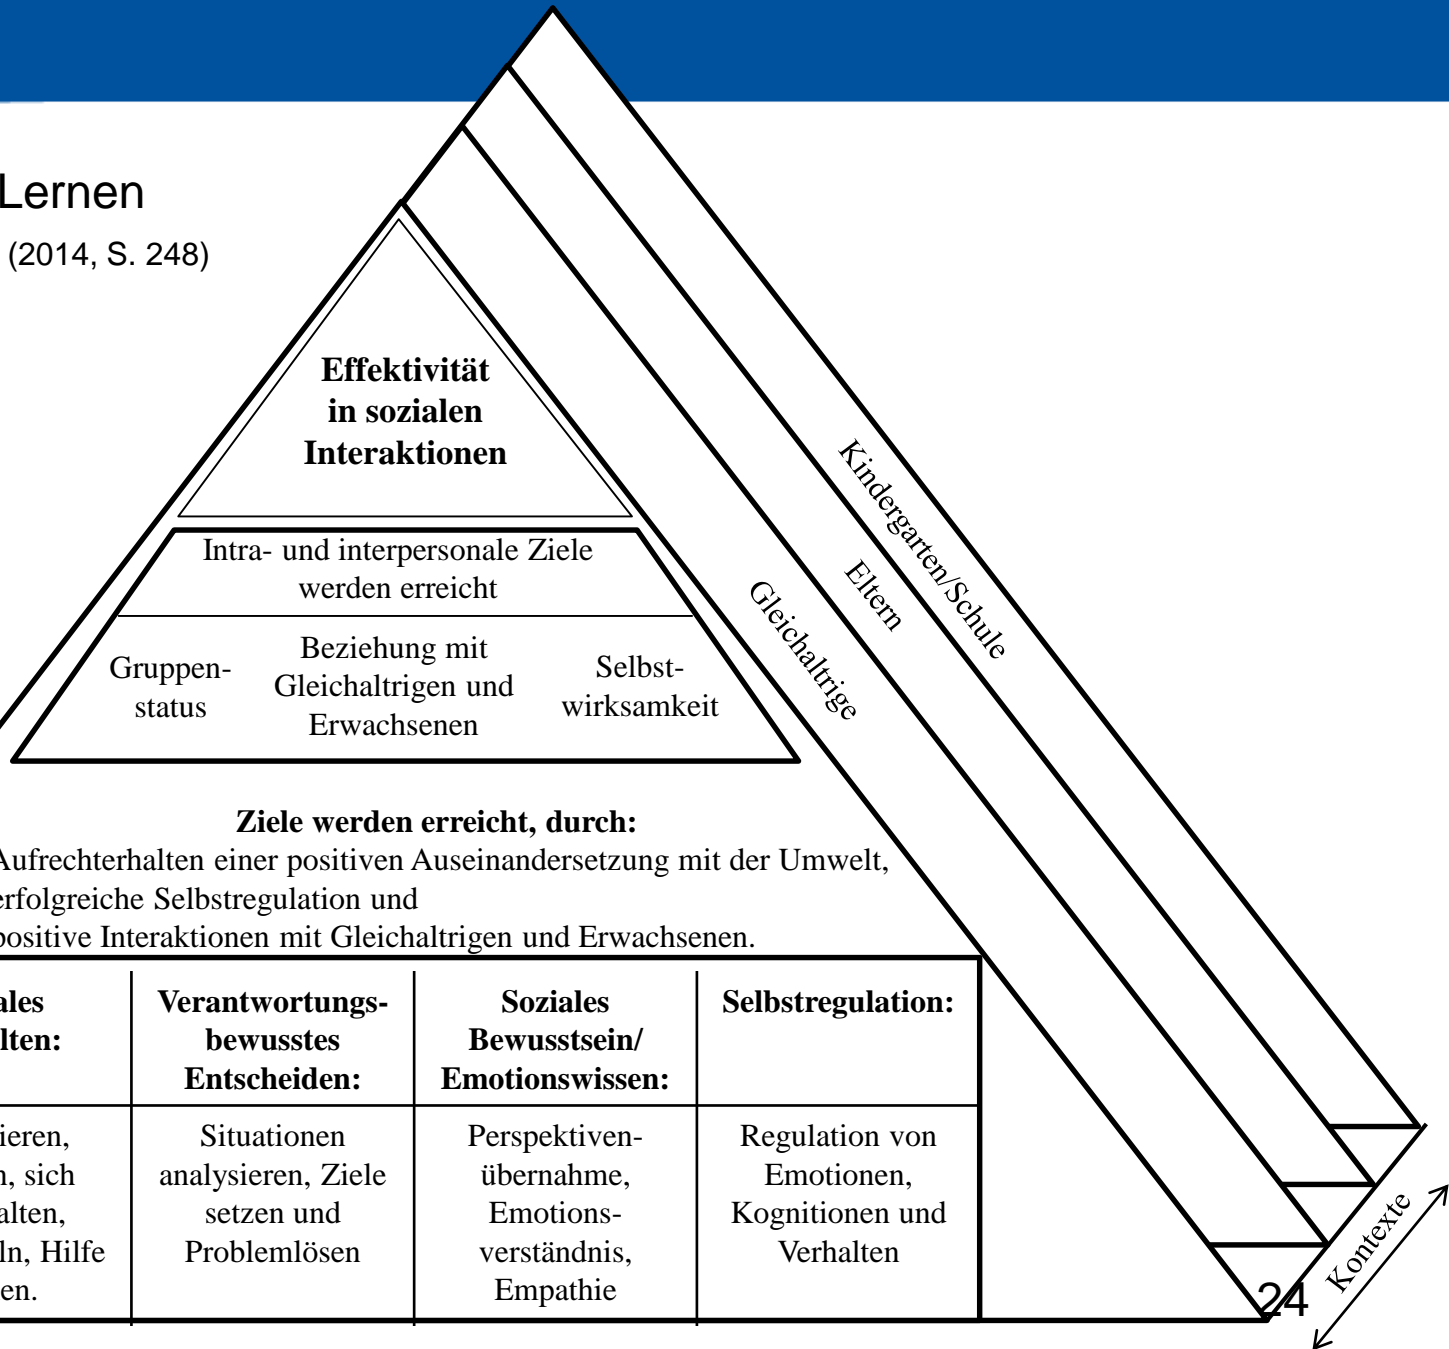 Lernen
(2014, S. 248)
Effektivität
in sozialen
Interaktionen
Intra- und interpersonale Ziele
werden erreicht
Gruppen-
status
Beziehung mit
Gleichaltrigen und
Erwachsenen
Selbst-
wirksamkeit
Gleichaltrige
Eltern
Kindergarten/Schule
Ziele werden erreicht, durch:
Aufrechterhalten einer positiven Auseinandersetzung mit der Umwelt,
erfolgreiche Selbstregulation und
positive Interaktionen mit Gleichaltrigen und Erwachsenen.
ales
lten:
ieren,
n, sich
alten,
ln, Hilfe
en.
Verantwortungs-
bewusstes
Entscheiden:
Situationen
analysieren, Ziele
setzen und
Problemlösen
Soziales
Bewusstsein/
Emotionswissen:
Perspektiven-
übernahme,
Emotions-
verständnis,
Empathie
Selbstregulation:
Regulation von
Emotionen,
Kognitionen und
Verhalten
Kontexte
24